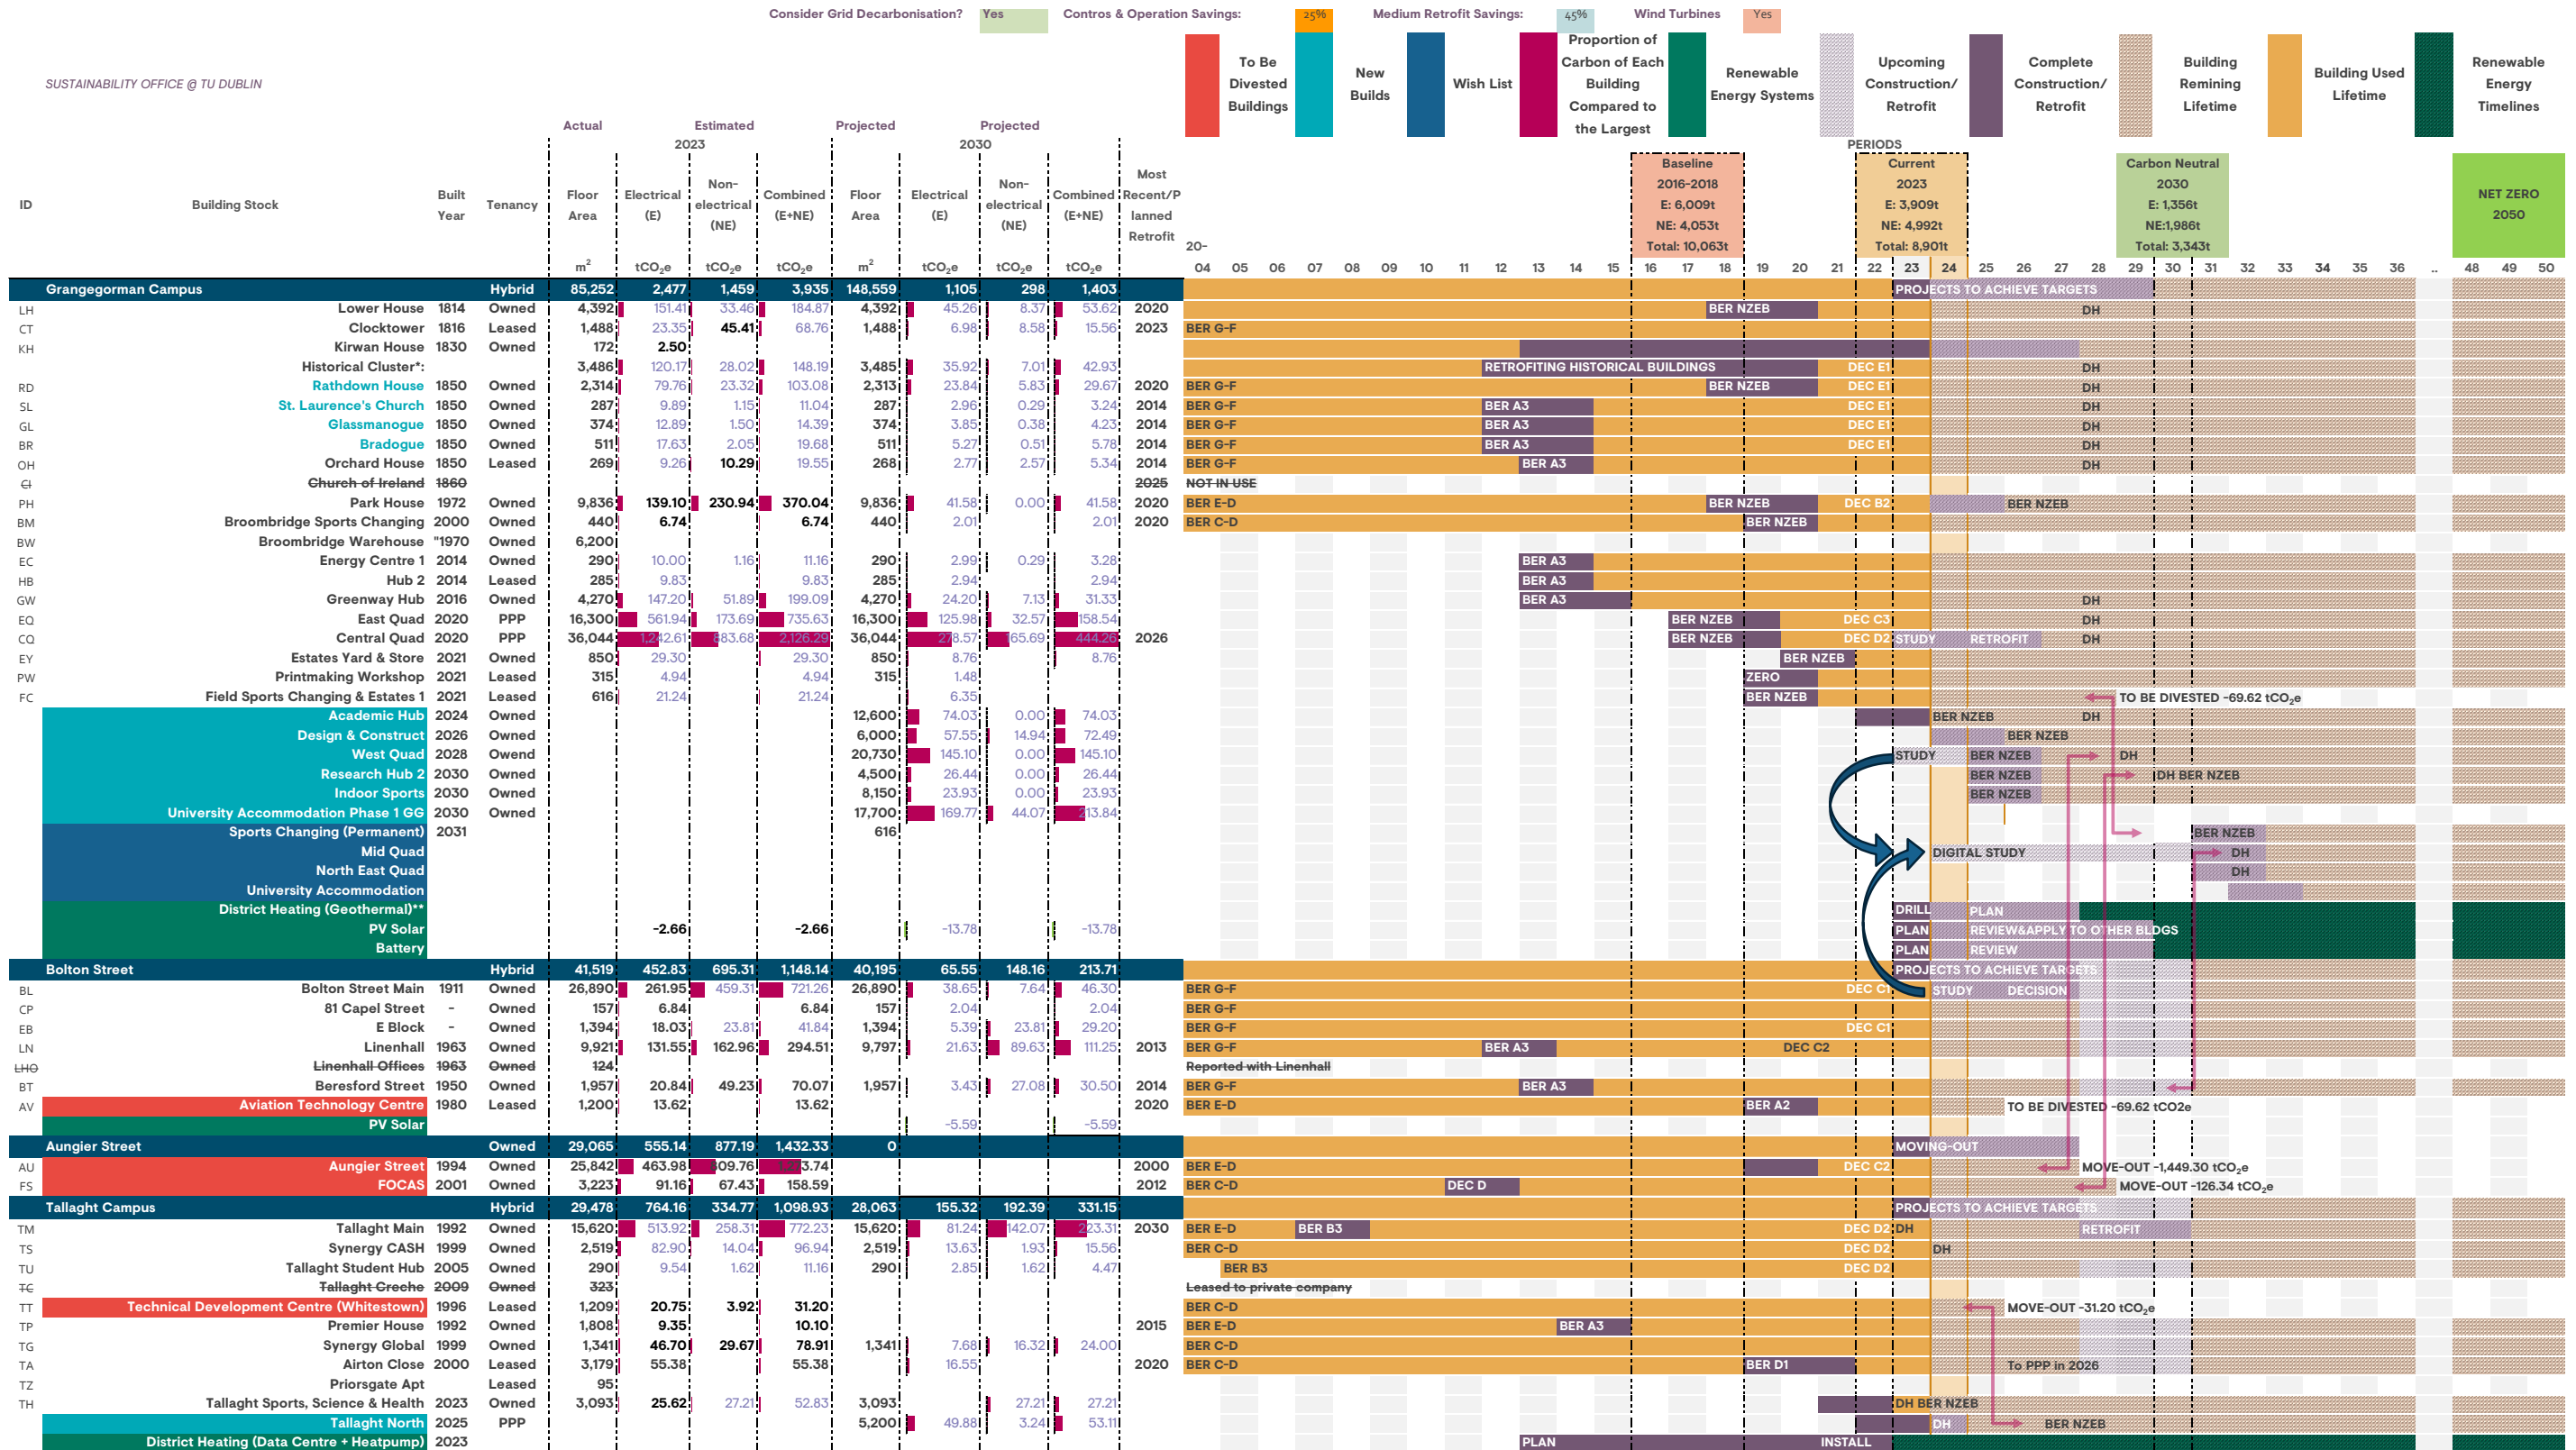 Consider Grid Decarbonisation? Yes Contros & Operation Savings: 25% Medium Retrofit Savings: 45% Wind Turbines Yes
SUSTAINABILITY OFFICE @ TU DUBLIN
To Be Divested Buildings
New Builds
Wish List
Proportion of Carbon of Each Building Compared to the Largest
Renewable Energy Systems
Upcoming Construction/ Retrofit
Complete Construction/ Retrofit
Building Remining Lifetime
Building Used Lifetime
Renewable Energy Timelines
Actual Estimated Projected Projected
2023 2030 PERIODS
ID Building Stock Built Year Tenancy Floor Area Electrical (E) Non-electrical (NE) Combined (E+NE) Floor Area Electrical (E) Non-electrical (NE) Combined (E+NE) Most Recent/P lanned Retrofit
Baseline 2016-2018 E: 6,009t NE: 4,053t Total: 10,063t
Current 2023 E: 3,909t NE: 4,992t Total: 8,901t
Carbon Neutral 2030 E: 1,356t NE:1,986t Total: 3,343t
NET ZERO 2050
m² tCO₂e tCO₂e tCO₂e m² tCO₂e tCO₂e tCO₂e
20- 04 05 06 07 08 09 10 11 12 13 14 15 16 17 18 19 20 21 22 23 24 25 26 27 28 29 30 31 32 33 34 35 36 .. 48 49 50
Grangegorman Campus Hybrid 85,252 2,477 1,459 3,935 148,559 1,105 298 1,403 PROJECTS TO ACHIEVE TARGETS
LH Lower House 1814 Owned 4,392 151.41 33.46 184.87 4,392 45.26 8.37 53.62 2020 BER NZEB DH
CT Clocktower 1816 Leased 1,488 23.35 45.41 68.76 1,488 6.98 8.58 15.56 2023 BER G-F
KH Kirwan House 1830 Owned 172 2.50
Historical Cluster*: 3,486 120.17 28.02 148.19 3,485 35.92 7.01 42.93 RETROFITING HISTORICAL BUILDINGS DEC E1 DH
RD Rathdown House 1850 Owned 2,314 79.76 23.32 103.08 2,313 23.84 5.83 29.67 2020 BER G-F BER NZEB DEC E1 DH
SL St. Laurence's Church 1850 Owned 287 9.89 1.15 11.04 287 2.96 0.29 3.24 2014 BER G-F BER A3 DEC E1 DH
GL Glassmanogue 1850 Owned 374 12.89 1.50 14.39 374 3.85 0.38 4.23 2014 BER G-F BER A3 DEC E1 DH
BR Bradogue 1850 Owned 511 17.63 2.05 19.68 511 5.27 0.51 5.78 2014 BER G-F BER A3 DEC E1 DH
OH Orchard House 1850 Leased 269 9.26 10.29 19.55 268 2.77 2.57 5.34 2014 BER G-F BER A3 DH
CI Church of Ireland 1860 2025 NOT IN USE
PH Park House 1972 Owned 9,836 139.10 230.94 370.04 9,836 41.58 0.00 41.58 2020 BER E-D BER NZEB DEC B2 BER NZEB
BM Broombridge Sports Changing 2000 Owned 440 6.74 6.74 440 2.01 2.01 2020 BER C-D BER NZEB
BW Broombridge Warehouse "1970 Owned 6,200
EC Energy Centre 1 2014 Owned 290 10.00 1.16 11.16 290 2.99 0.29 3.28 BER A3
HB Hub 2 2014 Leased 285 9.83 9.83 285 2.94 2.94 BER A3
GW Greenway Hub 2016 Owned 4,270 147.20 51.89 199.09 4,270 24.20 7.13 31.33 BER A3 DH
EQ East Quad 2020 PPP 16,300 561.94 173.69 735.63 16,300 125.98 32.57 158.54 BER NZEB DEC C3 DH
CQ Central Quad 2020 PPP 36,044 1,242.61 883.68 2,126.29 36,044 278.57 165.69 444.26 2026 BER NZEB DEC D2 STUDY RETROFIT DH
EY Estates Yard & Store 2021 Owned 850 29.30 29.30 850 8.76 8.76 BER NZEB
PW Printmaking Workshop 2021 Leased 315 4.94 4.94 315 1.48 ZERO
FC Field Sports Changing & Estates 1 2021 Leased 616 21.24 21.24 6.35 BER NZEB TO BE DIVESTED -69.62 tCO₂e
Academic Hub 2024 Owned 12,600 74.03 0.00 74.03 BER NZEB DH
Design & Construct 2026 Owned 6,000 57.55 14.94 72.49 BER NZEB
West Quad 2028 Owend 20,730 145.10 0.00 145.10 STUDY BER NZEB DH
Research Hub 2 2030 Owned 4,500 26.44 0.00 26.44 BER NZEB DH BER NZEB
Indoor Sports 2030 Owned 8,150 23.93 0.00 23.93 BER NZEB
University Accommodation Phase 1 GG 2030 Owned 17,700 169.77 44.07 213.84
Sports Changing (Permanent) 2031 616 BER NZEB
Mid Quad DIGITAL STUDY DH
North East Quad DH
University Accommodation
District Heating (Geothermal)** DRILL PLAN
PV Solar -2.66 -2.66 -13.78 -13.78 PLAN REVIEW&APPLY TO OTHER BLDGS
Battery PLAN REVIEW
Bolton Street Hybrid 41,519 452.83 695.31 1,148.14 40,195 65.55 148.16 213.71 PROJECTS TO ACHIEVE TARGETS
BL Bolton Street Main 1911 Owned 26,890 261.95 459.31 721.26 26,890 38.65 7.64 46.30 BER G-F DEC C1 STUDY DECISION
CP 81 Capel Street - Owned 157 6.84 6.84 157 2.04 2.04 BER G-F
EB E Block - Owned 1,394 18.03 23.81 41.84 1,394 5.39 23.81 29.20 BER G-F DEC C1
LN Linenhall 1963 Owned 9,921 131.55 162.96 294.51 9,797 21.63 89.63 111.25 2013 BER G-F BER A3 DEC C2
LHO Linenhall Offices 1963 Owned 124 Reported with Linenhall
BT Beresford Street 1950 Owned 1,957 20.84 49.23 70.07 1,957 3.43 27.08 30.50 2014 BER G-F BER A3
AV Aviation Technology Centre 1980 Leased 1,200 13.62 13.62 2020 BER E-D BER A2 TO BE DIVESTED -69.62 tCO2e
PV Solar -5.59 -5.59
Aungier Street Owned 29,065 555.14 877.19 1,432.33 0 MOVING-OUT
AU Aungier Street 1994 Owned 25,842 463.98 809.76 2000 BER E-D DEC C2 MOVE-OUT -1,449.30 tCO₂e
FS FOCAS 2001 Owned 3,223 91.16 67.43 158.59 2012 BER C-D DEC D MOVE-OUT -126.34 tCO₂e
Tallaght Campus Hybrid 29,478 764.16 334.77 1,098.93 28,063 155.32 192.39 331.15 PROJECTS TO ACHIEVE TARGETS
TM Tallaght Main 1992 Owned 15,620 513.92 258.31 772.23 15,620 81.24 142.07 223.31 2030 BER E-D BER B3 DEC D2 DH RETROFIT
TS Synergy CASH 1999 Owned 2,519 82.90 14.04 96.94 2,519 13.63 1.93 15.56 BER C-D DEC D2 DH
TU Tallaght Student Hub 2005 Owned 290 9.54 1.62 11.16 290 2.85 1.62 4.47 BER B3 DEC D2
TC Tallaght Creche 2009 Owned 323 Leased to private company
TT Technical Development Centre (Whitestown) 1996 Leased 1,209 20.75 3.92 31.20 BER C-D MOVE-OUT -31.20 tCO₂e
TP Premier House 1992 Owned 1,808 9.35 10.10 2015 BER E-D BER A3
TG Synergy Global 1999 Owned 1,341 46.70 29.67 78.91 1,341 7.68 16.32 24.00 BER C-D
TA Airton Close 2000 Leased 3,179 55.38 55.38 16.55 2020 BER C-D BER D1 To PPP in 2026
TZ Priorsgate Apt Leased 95
TH Tallaght Sports, Science & Health 2023 Owned 3,093 25.62 27.21 52.83 3,093 27.21 27.21 DH BER NZEB
Tallaght North 2025 PPP 5,200 49.88 3.24 53.11 DH BER NZEB
District Heating (Data Centre + Heatpump) 2023 PLAN INSTALL